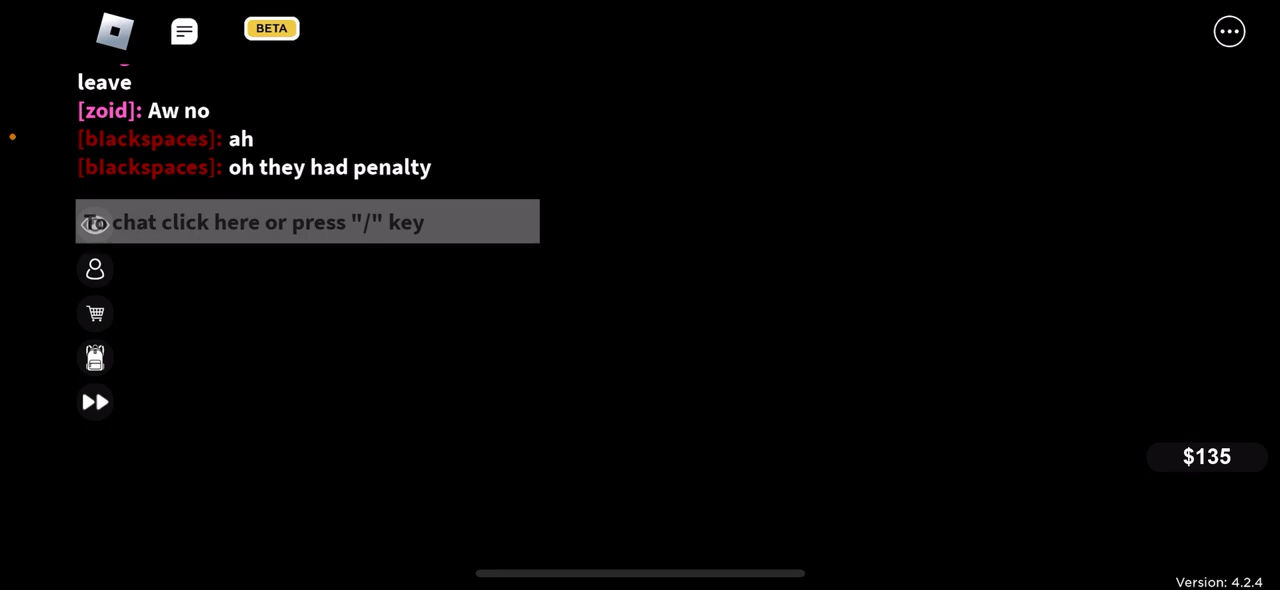 BETA
leave
[zoid]: Aw no
[blackspaces]: ah
[blackspaces]: oh they had penalty
To chat click here or press "/" key
$135
Version: 4.2.4